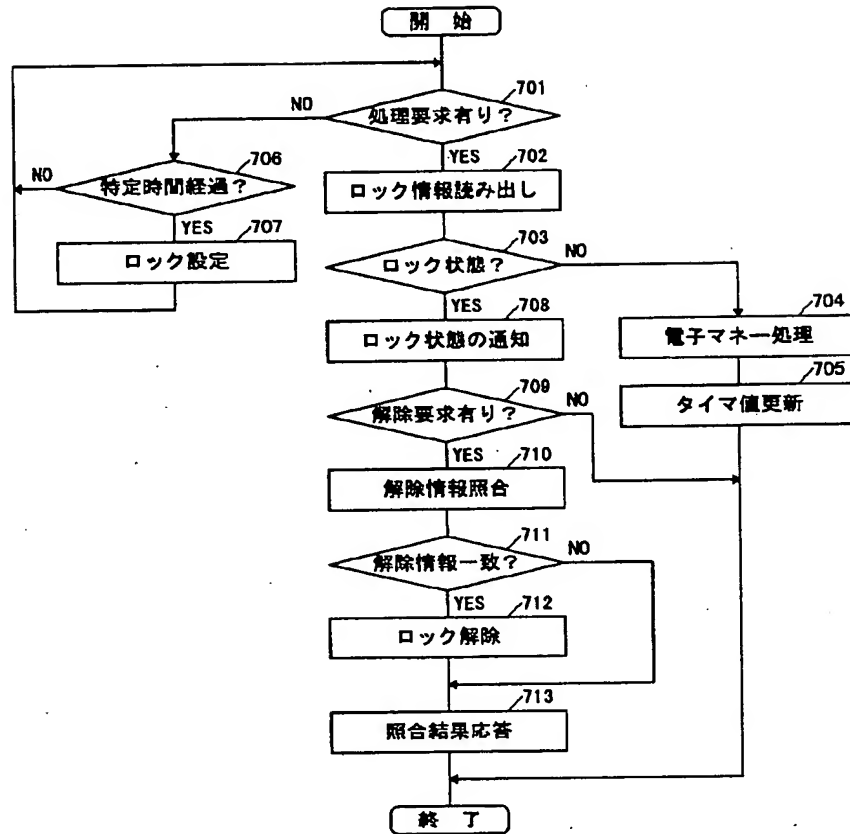 開 始
701
NO
処理要求有り?
YES
702
706
NO
特定時間経過?
ロック情報読み出し
YES
707
703
NO
ロック設定
ロック状態?
YES
708
704
ロック状態の通知
電子マネー処理
709
705
NO
解除要求有り?
タイマ値更新
YES
710
解除情報照合
711
NO
解除情報一致?
YES
712
ロック解除
713
照合結果応答
終 了